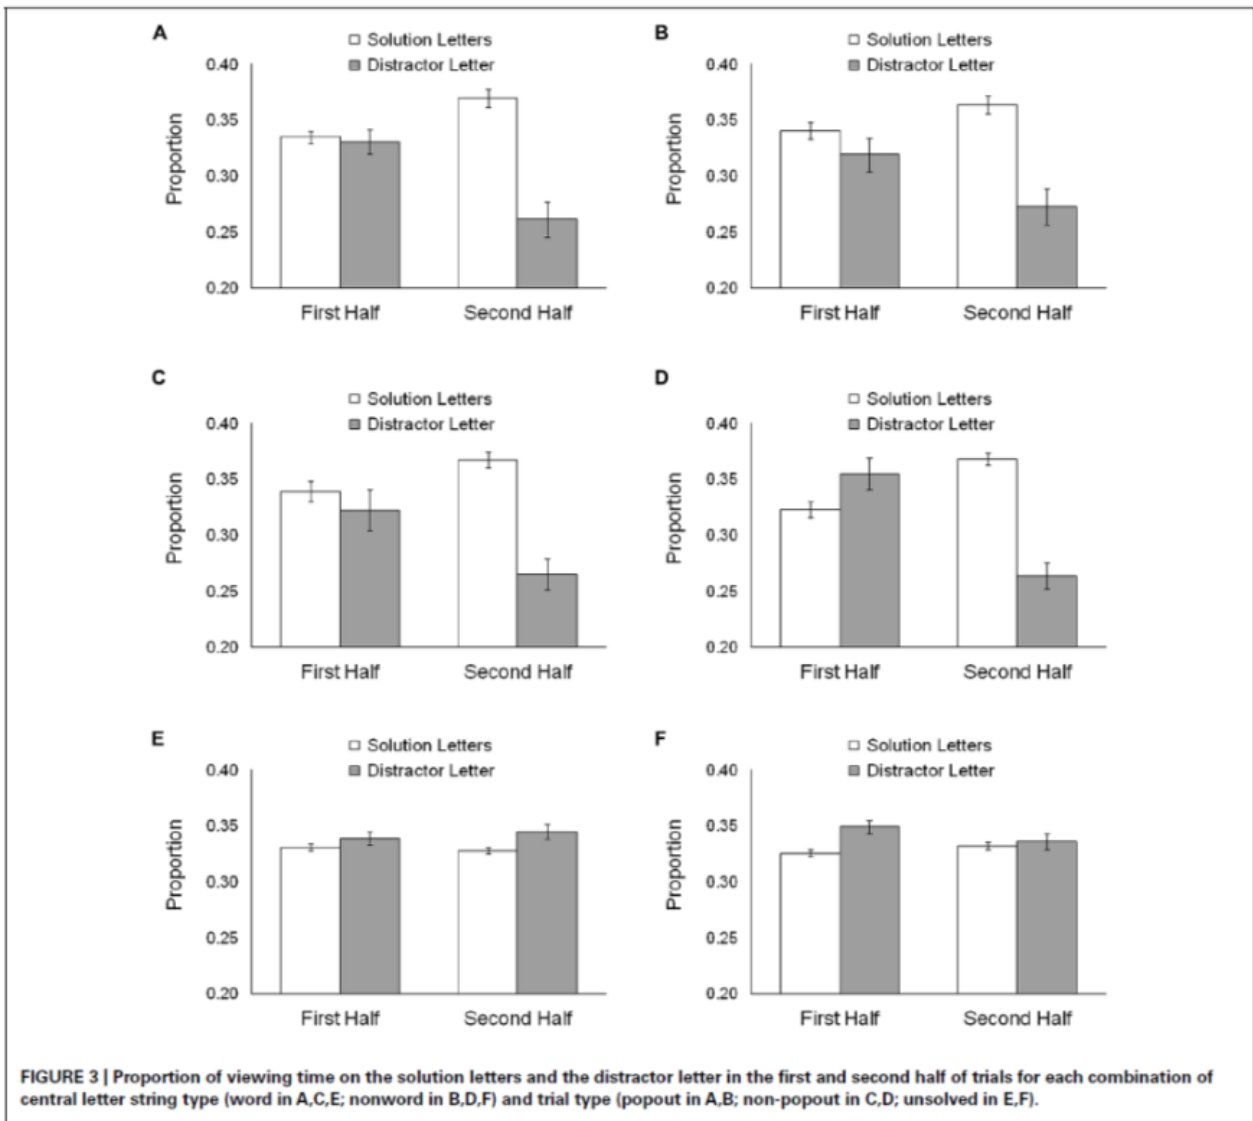 A
Solution Letters
Distractor Letter
0.40
0.35
0.30
0.25
0.20
Proportion
First Half
Second Half
B
Solution Letters
Distractor Letter
0.40
0.35
0.30
0.25
0.20
Proportion
First Half
Second Half
C
Solution Letters
Distractor Letter
0.40
0.35
0.30
0.25
0.20
Proportion
First Half
Second Half
D
Solution Letters
Distractor Letter
0.40
0.35
0.30
0.25
0.20
Proportion
First Half
Second Half
E
Solution Letters
Distractor Letter
0.40
0.35
0.30
0.25
0.20
Proportion
First Half
Second Half
F
Solution Letters
Distractor Letter
0.40
0.35
0.30
0.25
0.20
Proportion
First Half
Second Half
FIGURE 3 | Proportion of viewing time on the solution letters and the distractor letter in the first and second half of trials for each combination of
central letter string type (word in A,C,E; nonword in B,D,F) and trial type (popout in A,B; non-popout in C,D; unsolved in E,F).